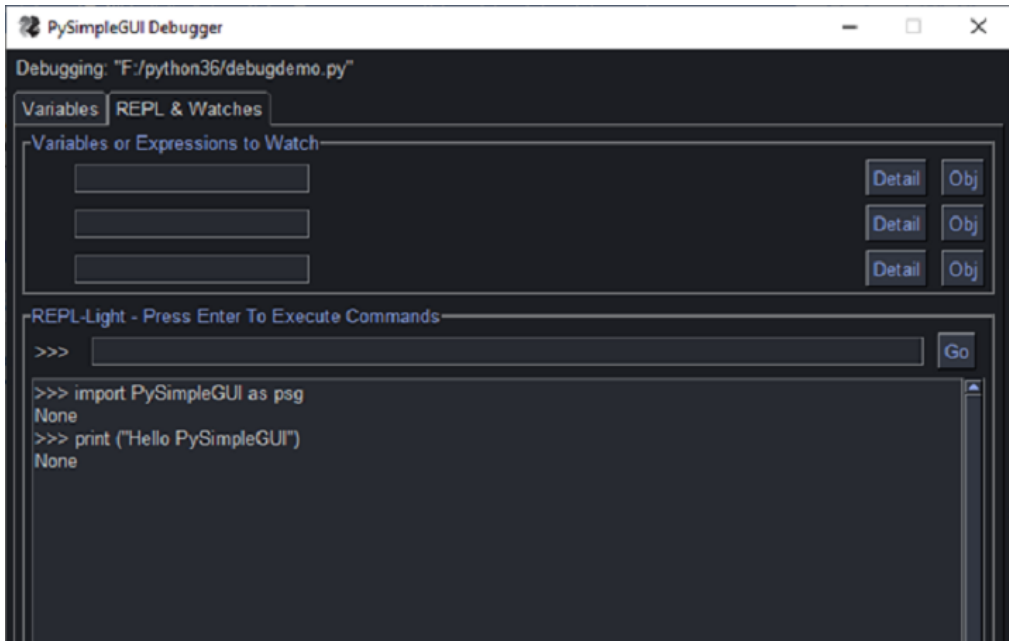 PySimpleGUI Debugger
Debugging: "F:/python36/debugdemo.py"
Variables REPL & Watches
Variables or Expressions to Watch
Detail Obj
Detail Obj
Detail Obj
REPL-Light - Press Enter To Execute Commands
>>> Go
>>> import PySimpleGUI as psg
None
>>> print ("Hello PySimpleGUI")
None